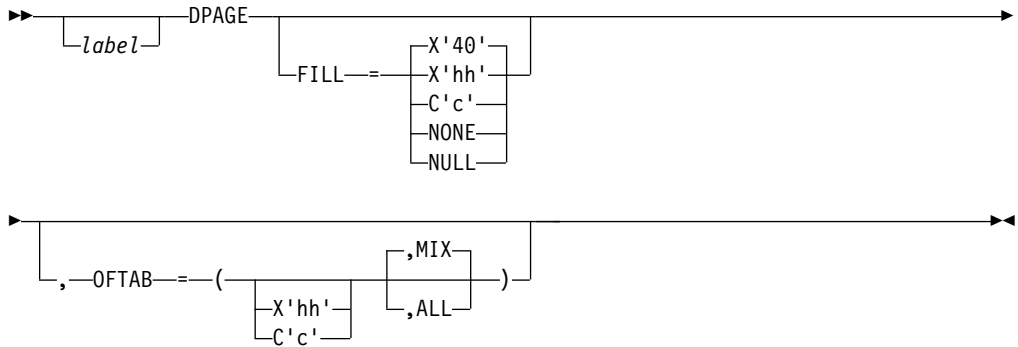 DPAGE
label
X'40'
FILL = X'hh'
C'c'
NONE
NULL
,MIX
, OFTAB = ( )
X'hh' ,ALL
C'c'